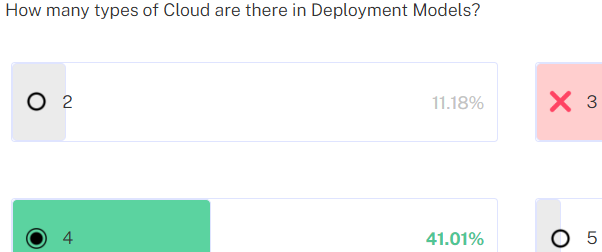 How many types of Cloud are there in Deployment Models?
2 11.18% 3
4 41.01% 5